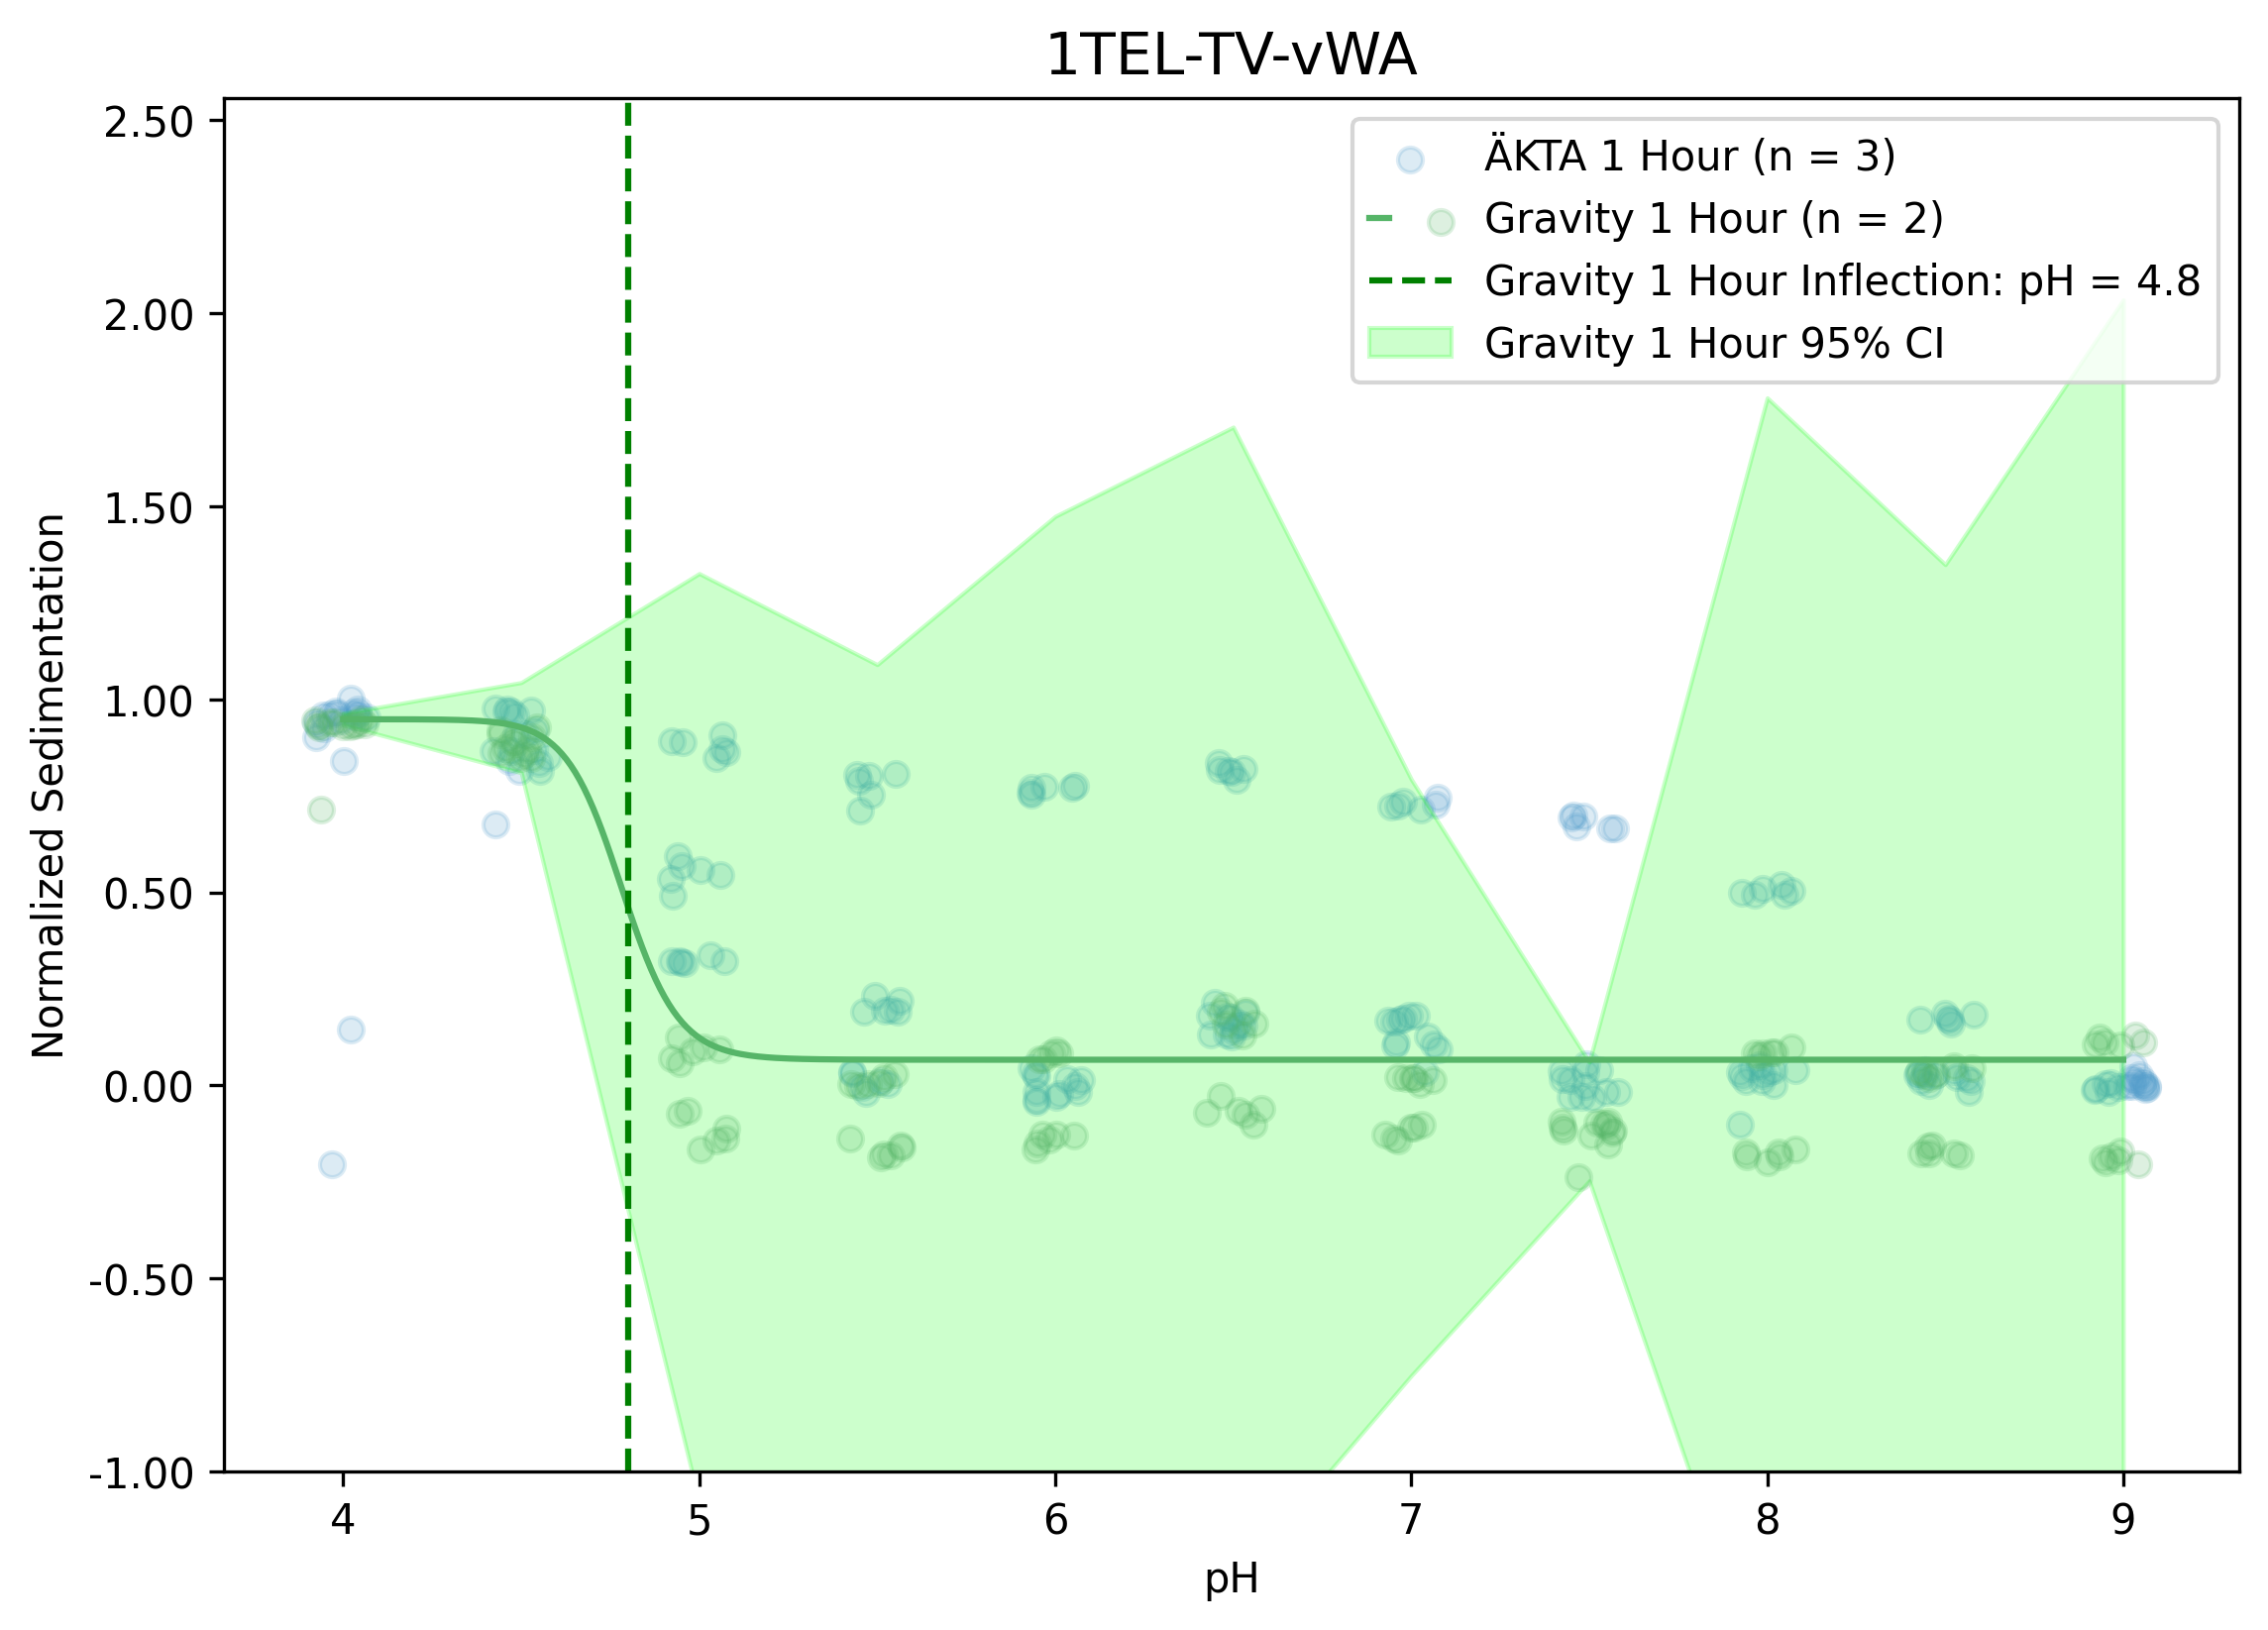 1TEL-TV-vWA
2.50
2.00
1.50
1.00
0.50
0.00
-0.50
-1.00
Normalized Sedimentation
ÄKTA 1 Hour (n = 3)
Gravity 1 Hour (n = 2)
Gravity 1 Hour Inflection: pH = 4.8
Gravity 1 Hour 95% CI
4 5 6 7 8 9
pH